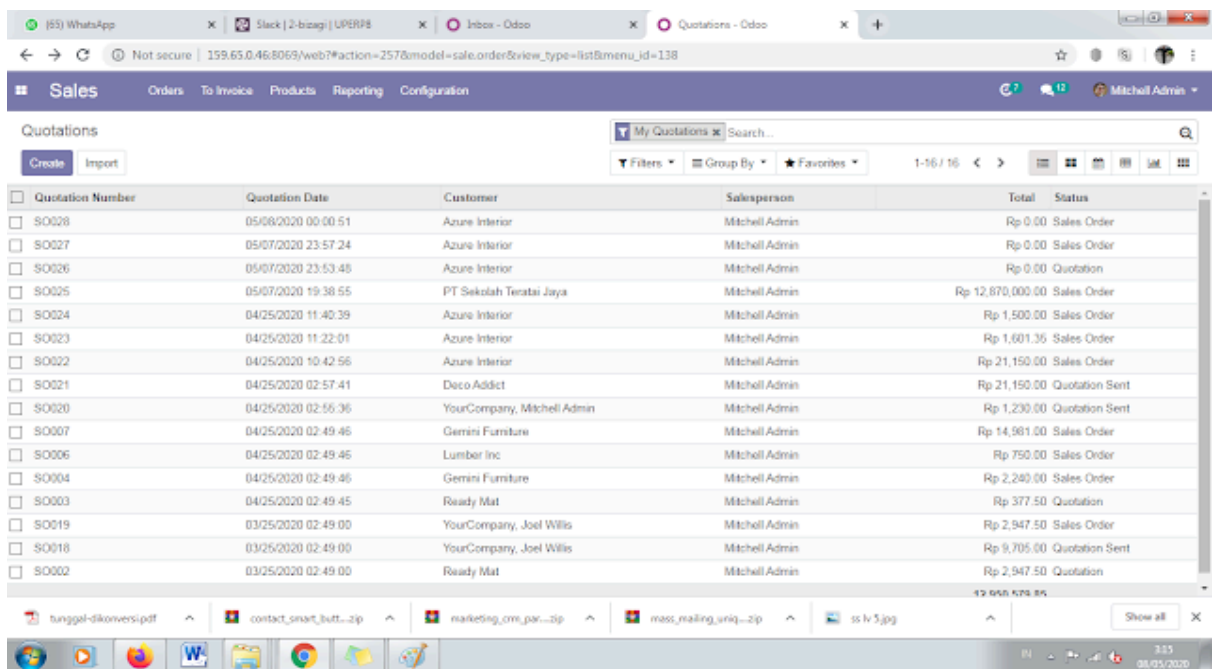 (65) WhatsApp Slack | 2-bizagi | UPERPB Inbox - Odoo Quotations - Odoo
Not secure 159.65.0.46:8069/web?#action=257&model=sale.order&view_type=list&menu_id=138
Sales Orders To Invoice Products Reporting Configuration 7 12 Mitchell Admin
Quotations My Quotations Search...
Create Import Filters Group By Favorites 1-16 / 16
Quotation Number Quotation Date Customer Salesperson Total Status
SO028 05/08/2020 00:00:51 Azure Interior Mitchell Admin Rp 0.00 Sales Order
SO027 05/07/2020 23:57:24 Azure Interior Mitchell Admin Rp 0.00 Sales Order
SO026 05/07/2020 23:53:48 Azure Interior Mitchell Admin Rp 0.00 Quotation
SO025 05/07/2020 19:38:55 PT Sekolah Teratai Jaya Mitchell Admin Rp 12,870,000.00 Sales Order
SO024 04/25/2020 11:40:39 Azure Interior Mitchell Admin Rp 1,500.00 Sales Order
SO023 04/25/2020 11:22:01 Azure Interior Mitchell Admin Rp 1,601.35 Sales Order
SO022 04/25/2020 10:42:56 Azure Interior Mitchell Admin Rp 21,150.00 Sales Order
SO021 04/25/2020 02:57:41 Deco Addict Mitchell Admin Rp 21,150.00 Quotation Sent
SO020 04/25/2020 02:55:36 YourCompany, Mitchell Admin Mitchell Admin Rp 1,230.00 Quotation Sent
SO007 04/25/2020 02:49:46 Gemini Furniture Mitchell Admin Rp 14,981.00 Sales Order
SO006 04/25/2020 02:49:46 Lumber Inc Mitchell Admin Rp 750.00 Sales Order
SO004 04/25/2020 02:49:46 Gemini Furniture Mitchell Admin Rp 2,240.00 Sales Order
SO003 04/25/2020 02:49:45 Ready Mat Mitchell Admin Rp 377.50 Quotation
SO019 03/25/2020 02:49:00 YourCompany, Joel Willis Mitchell Admin Rp 2,947.50 Sales Order
SO018 03/25/2020 02:49:00 YourCompany, Joel Willis Mitchell Admin Rp 9,705.00 Quotation Sent
SO002 03/25/2020 02:49:00 Ready Mat Mitchell Admin Rp 2,947.50 Quotation
tunggal-dikonversi.pdf contact_smart_butt....zip marketing_crm_par....zip mass_mailing_uniq....zip ss lv 5.jpg Show all
IN 3:15
08/05/2020